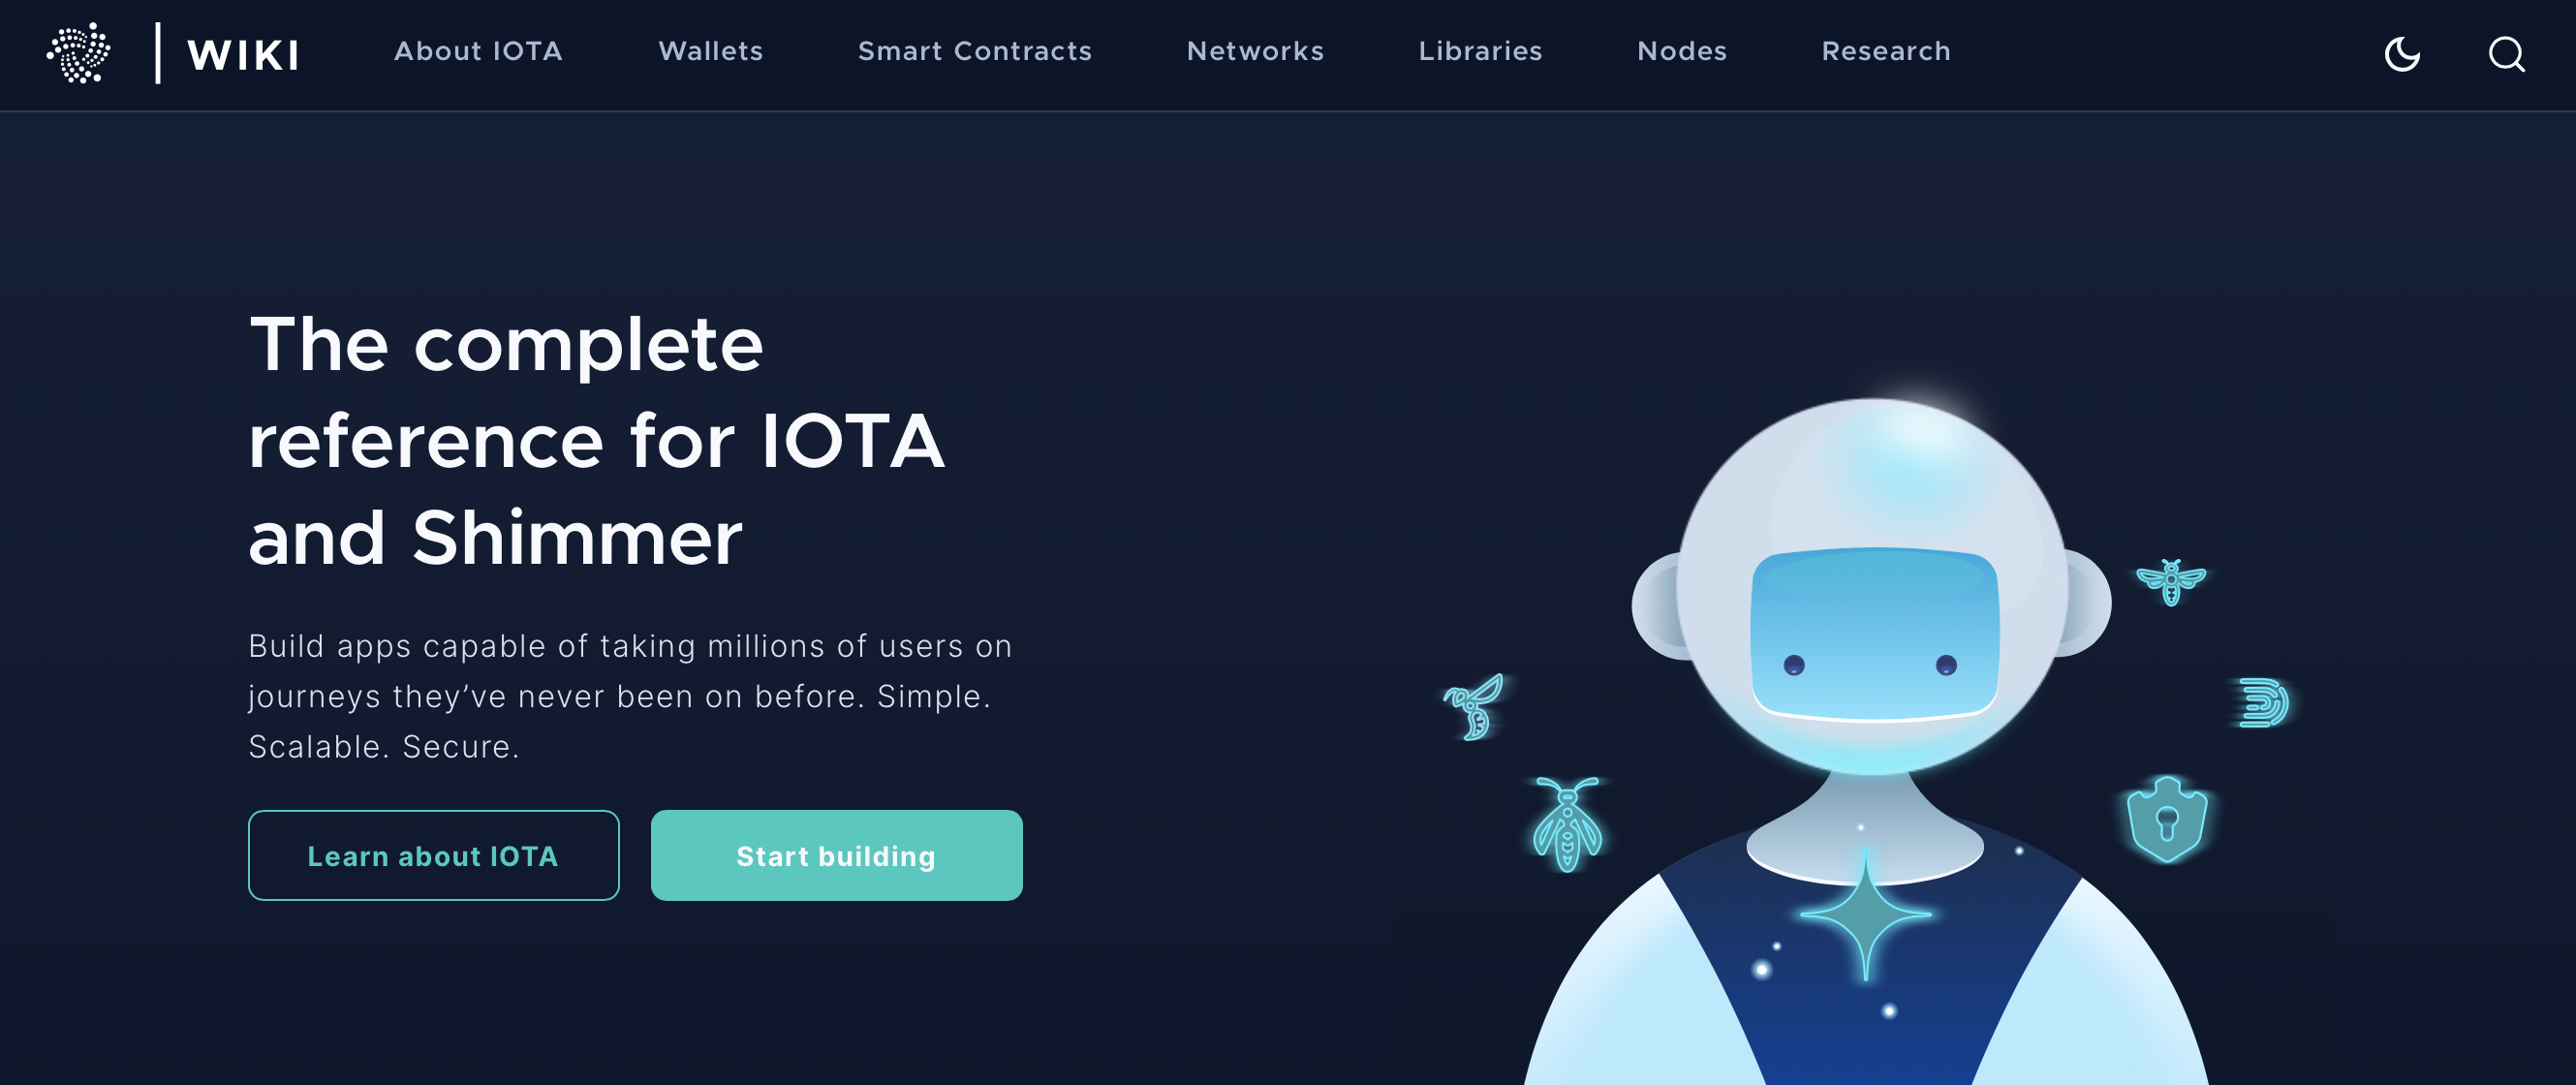 WIKI
About IOTA
Wallets
Smart Contracts
Networks
Libraries
Nodes
Research
The complete
reference for IOTA
and Shimmer
Build apps capable of taking millions of users on
journeys they’ve never been on before. Simple.
Scalable. Secure.
Learn about IOTA
Start building